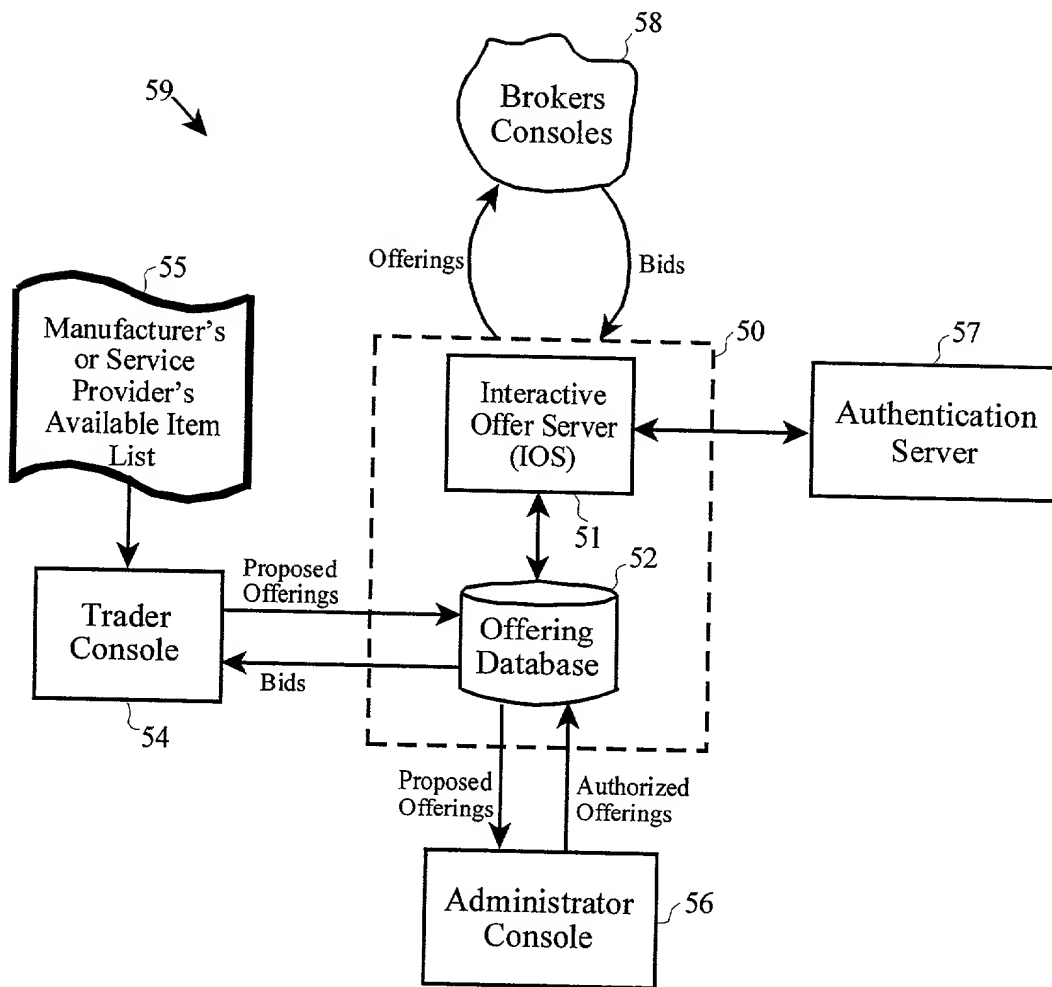 58
Brokers
Consoles
59
Offerings
Bids
55
Manufacturer's
or Service
Provider's
Available Item
List
50
57
Interactive
Offer Server
(IOS)
Authentication
Server
51
Proposed
Offerings
52
Trader
Console
Offering
Database
Bids
54
Proposed
Offerings
Authorized
Offerings
Administrator
Console
56